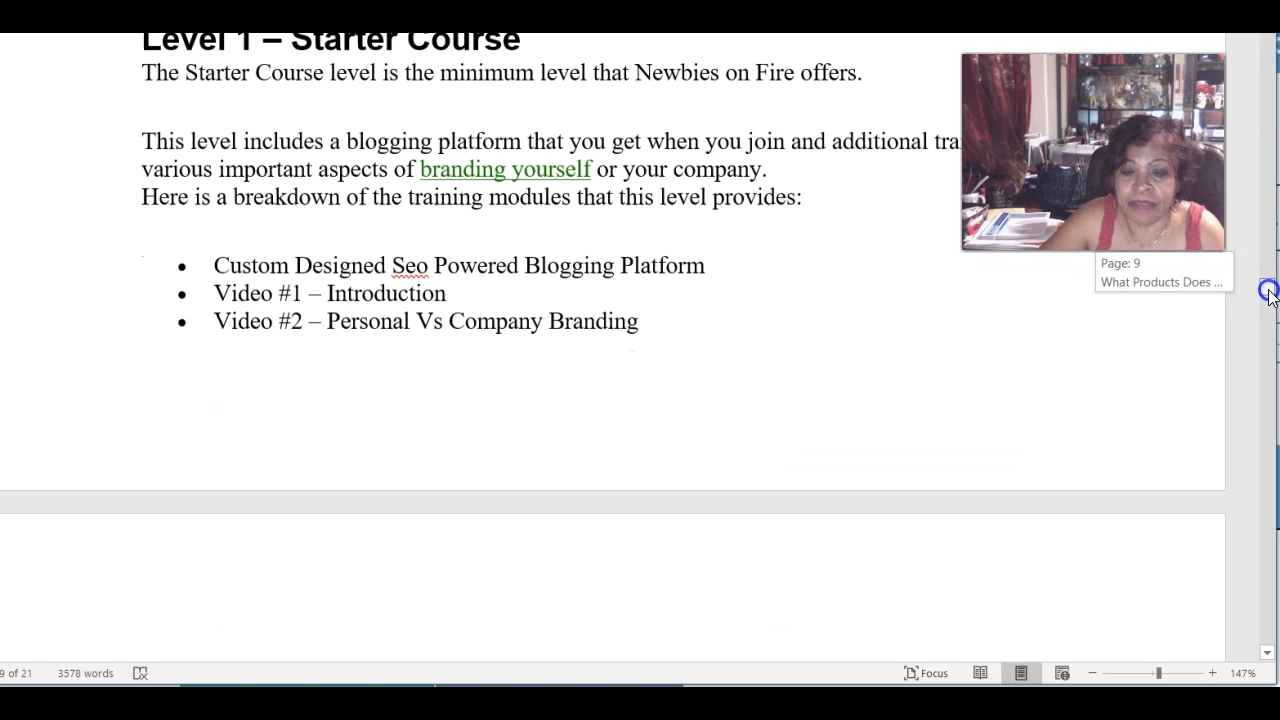 Level 1 – Starter Course
The Starter Course level is the minimum level that Newbies on Fire offers.
This level includes a blogging platform that you get when you join and additional trai
various important aspects of branding yourself or your company.
Here is a breakdown of the training modules that this level provides:
• Custom Designed Seo Powered Blogging Platform
• Video #1 – Introduction
• Video #2 – Personal Vs Company Branding
Page: 9
What Products Does ...
9 of 21 3578 words Focus 147%